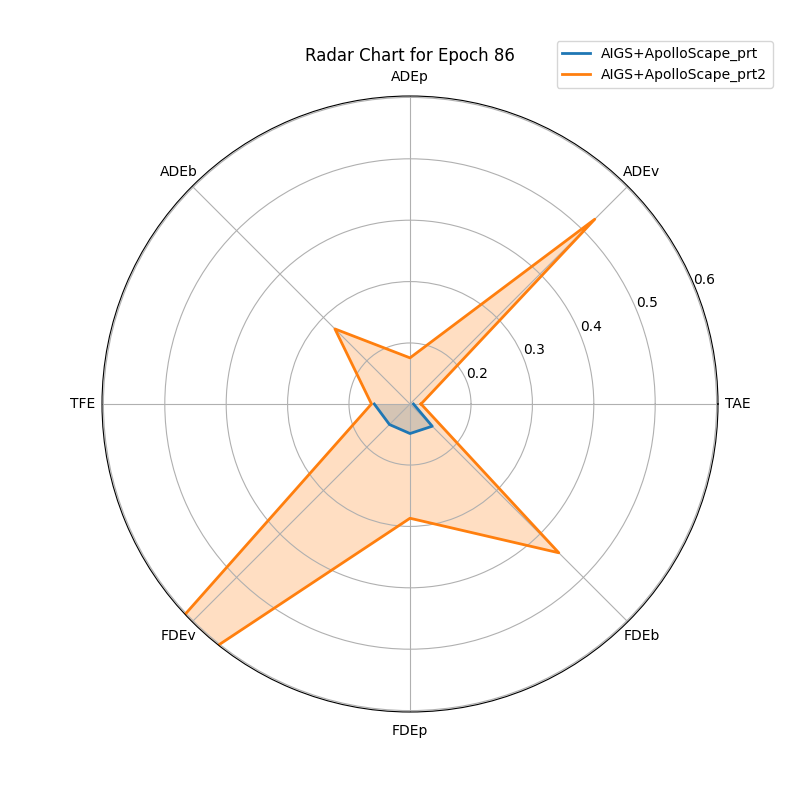 Radar Chart for Epoch 86
AIGS+ApolloScape_prt
AIGS+ApolloScape_prt2
ADEp
ADEb
ADEv
0.6
0.5
0.4
0.3
0.2
TFE
TAE
FDEv
FDEb
FDEp